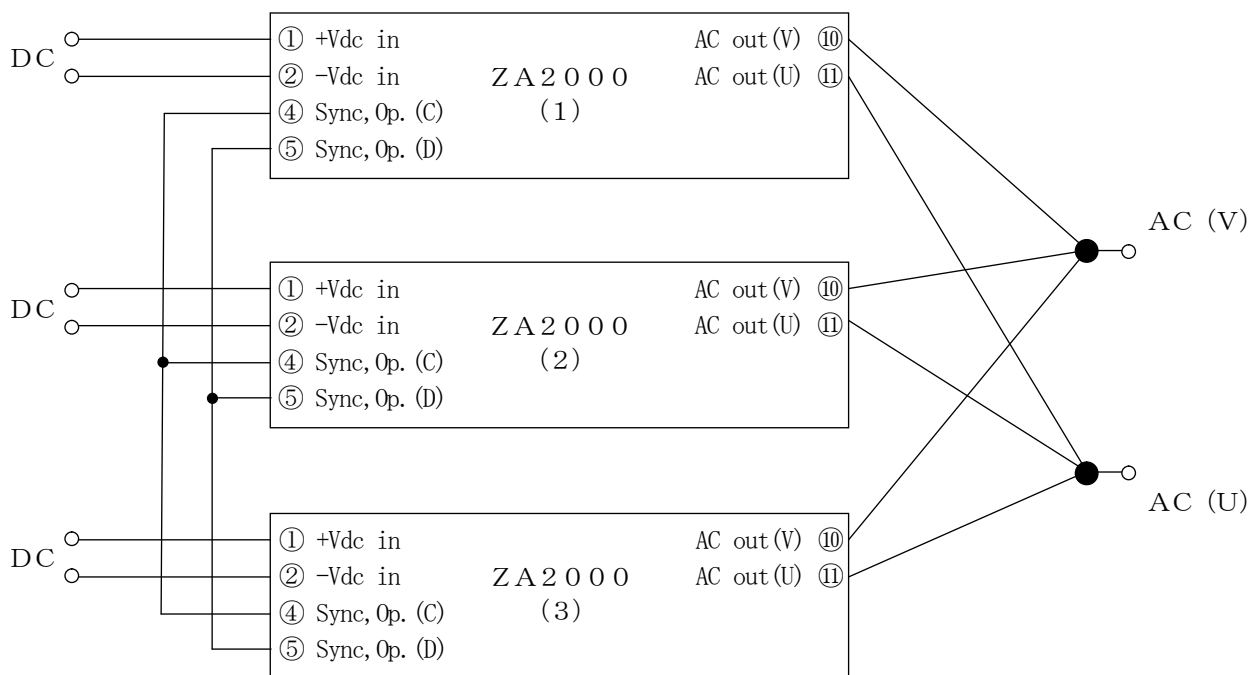 DC
① +Vdc in
② -Vdc in
④ Sync,Op.(C)
⑤ Sync,Op.(D)
ZA2000
(1)
AC out(V) ⑩
AC out(U) ⑪
DC
① +Vdc in
② -Vdc in
④ Sync,Op.(C)
⑤ Sync,Op.(D)
ZA2000
(2)
AC out(V) ⑩
AC out(U) ⑪
DC
① +Vdc in
② -Vdc in
④ Sync,Op.(C)
⑤ Sync,Op.(D)
ZA2000
(3)
AC out(V) ⑩
AC out(U) ⑪
AC (V)
AC (U)